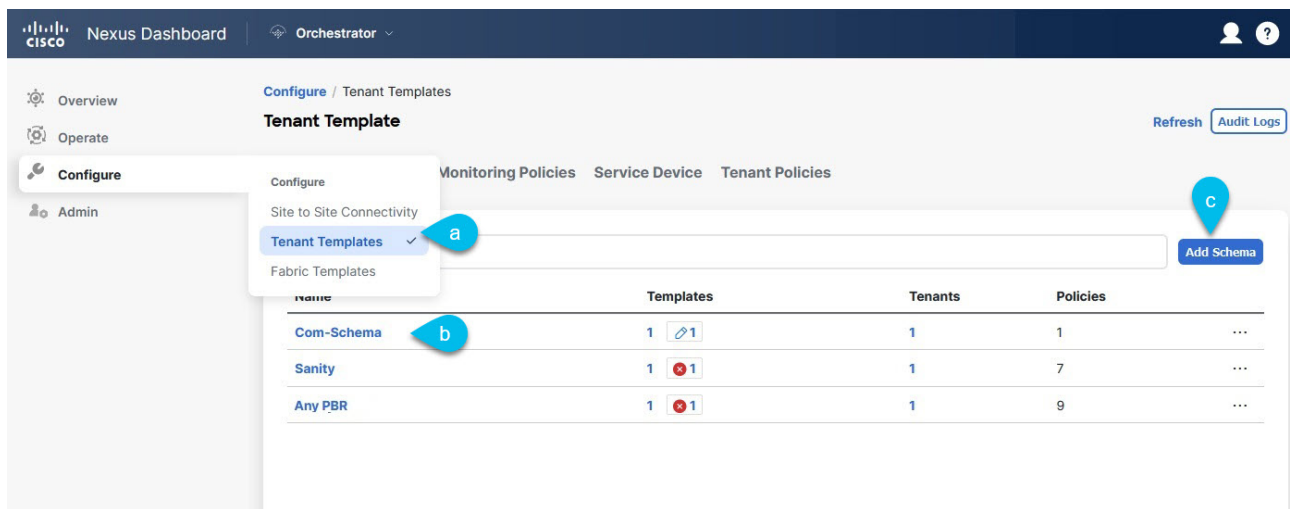 cisco Nexus Dashboard Orchestrator ?
Overview
Operate
Configure
Admin
Configure / Tenant Templates
Tenant Template
Refresh Audit Logs
Monitoring Policies Service Device Tenant Policies
Configure
Site to Site Connectivity
Tenant Templates a
Fabric Templates
c
Add Schema
Name Templates Tenants Policies
Com-Schema b 1 1 1 1 ...
Sanity 1 1 1 7 ...
Any PBR 1 1 1 9 ...